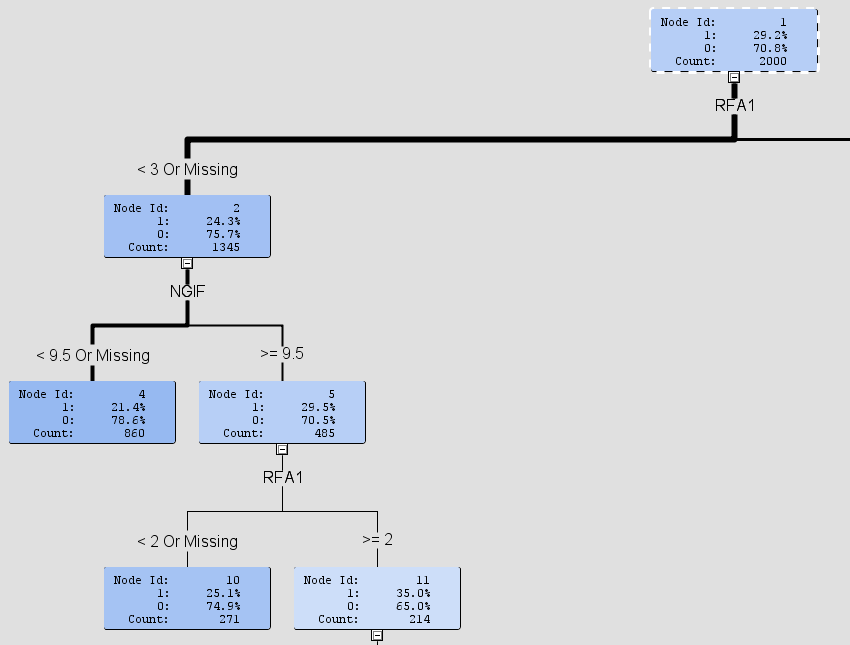 Node Id: 1
1: 29.2%
0: 70.8%
Count: 2000
RFA1
< 3 Or Missing
Node Id: 2
1: 24.3%
0: 75.7%
Count: 1345
NGIF
< 9.5 Or Missing
>= 9.5
Node Id: 4
1: 21.4%
0: 78.6%
Count: 860
Node Id: 5
1: 29.5%
0: 70.5%
Count: 485
RFA1
< 2 Or Missing
>= 2
Node Id: 10
1: 25.1%
0: 74.9%
Count: 271
Node Id: 11
1: 35.0%
0: 65.0%
Count: 214